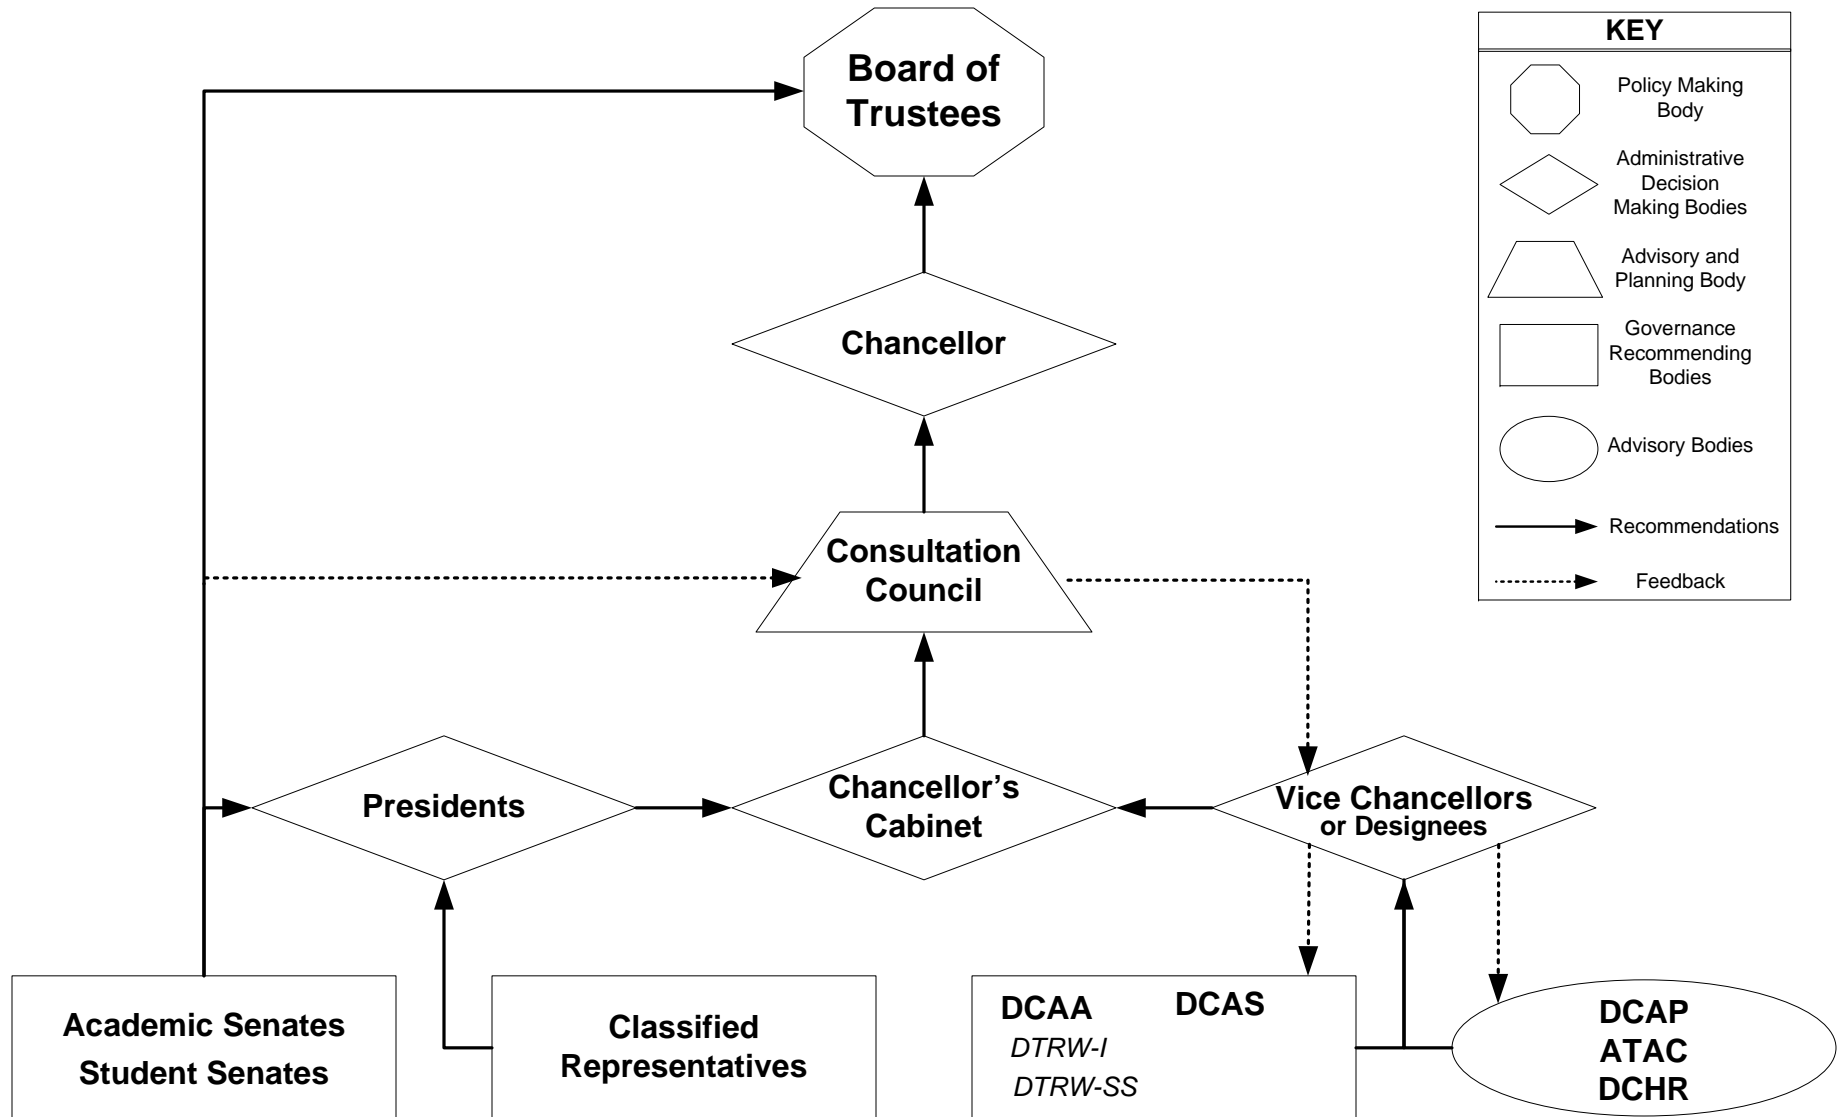 Board of
Trustees
Chancellor
Consultation
Council
Presidents
Chancellor’s
Cabinet
Vice Chancellors
or Designees
Academic Senates
Student Senates
Classified
Representatives
DCAA
DCAS
DTRW-I
DTRW-SS
DCAP
ATAC
DCHR
KEY
Policy Making
Body
Administrative
Decision
Making Bodies
Advisory and
Planning Body
Governance
Recommending
Bodies
Advisory Bodies
Recommendations
Feedback